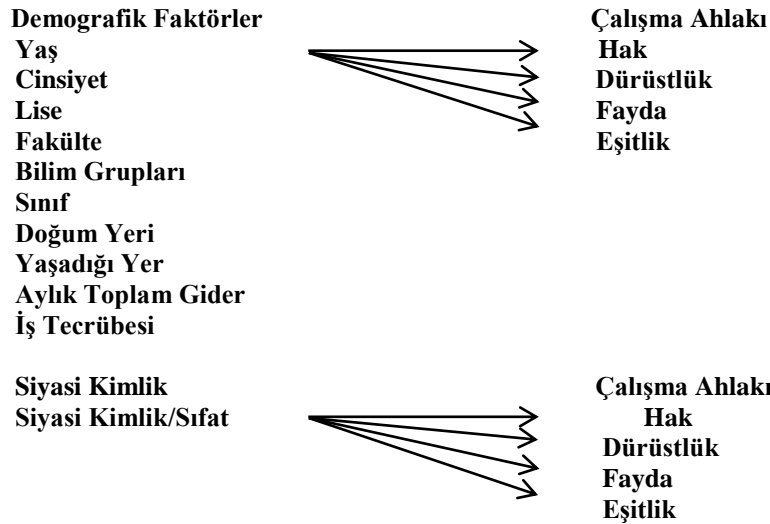 Demografik Faktörler Çalışma Ahlakı
Yaş Hak
Cinsiyet Dürüstlük
Lise Fayda
Fakülte Eşitlik
Bilim Grupları
Sınıf
Doğum Yeri
Yaşadığı Yer
Aylık Toplam Gider
İş Tecrübesi
Siyasi Kimlik Çalışma Ahlakı
Siyasi Kimlik/Sıfat Hak
Dürüstlük
Fayda
Eşitlik